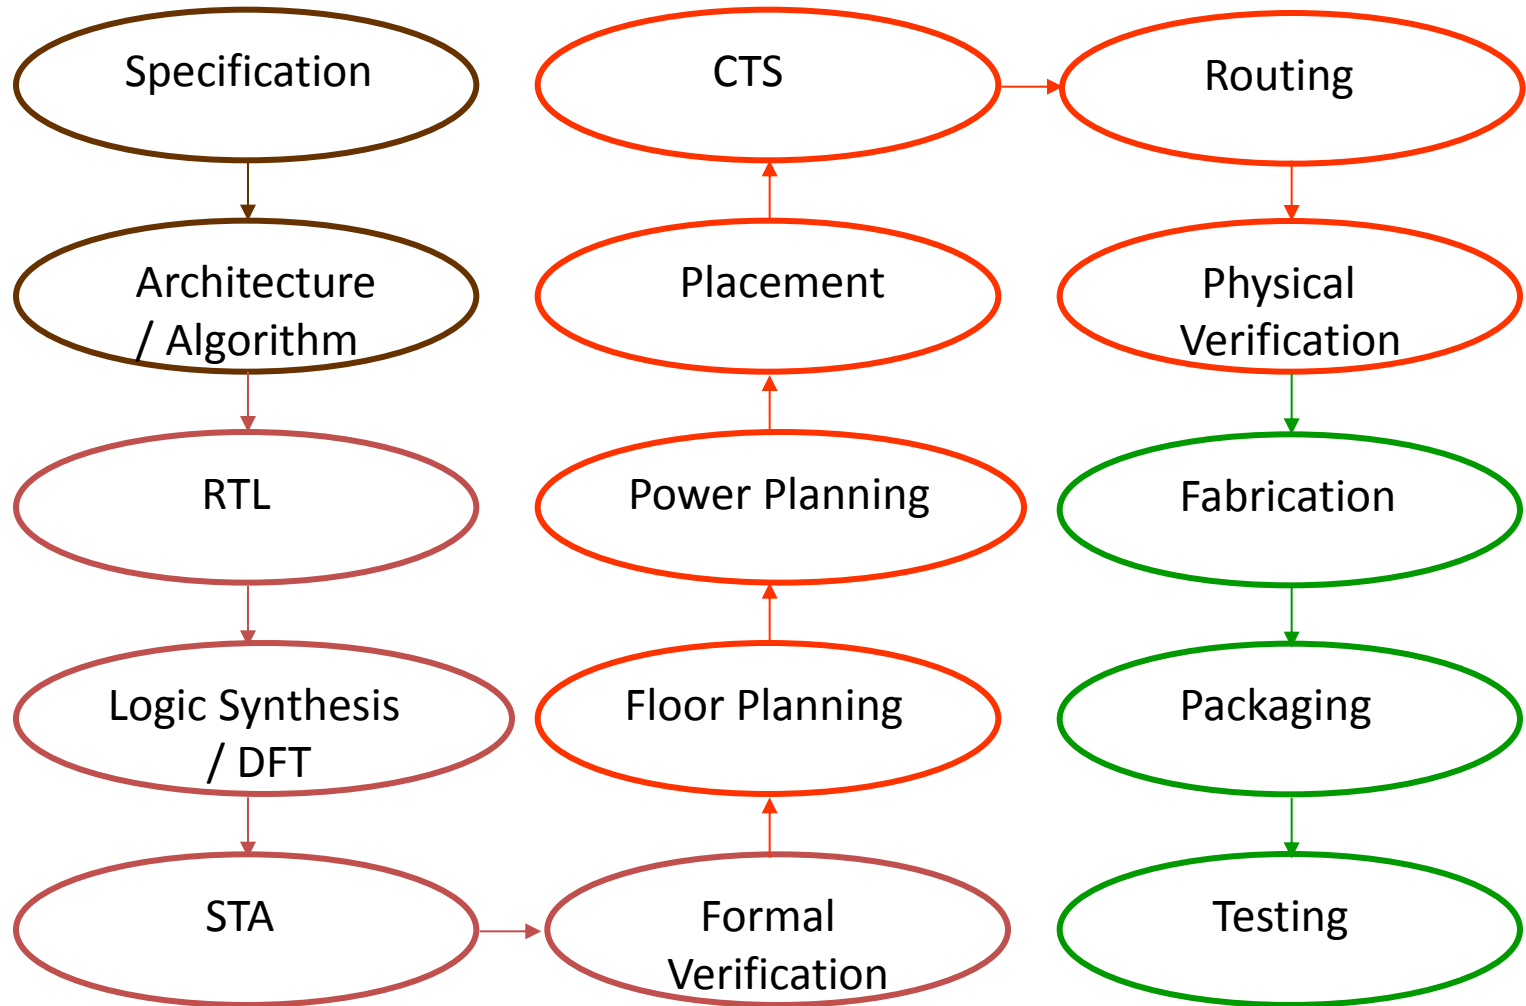 Specification
Architecture
/ Algorithm
RTL
Logic Synthesis
/ DFT
STA
Formal
Verification
Floor Planning
Power Planning
Placement
CTS
Routing
Physical
Verification
Fabrication
Packaging
Testing